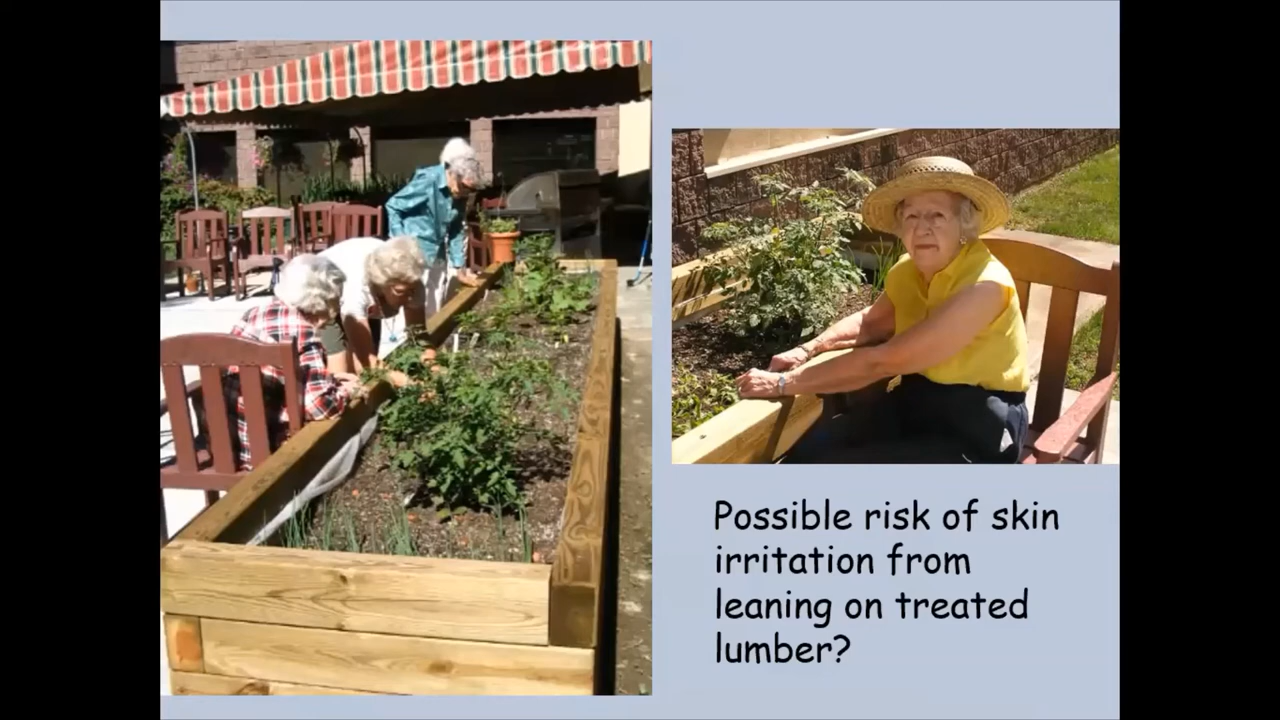 Possible risk of skin
irritation from
leaning on treated
lumber?